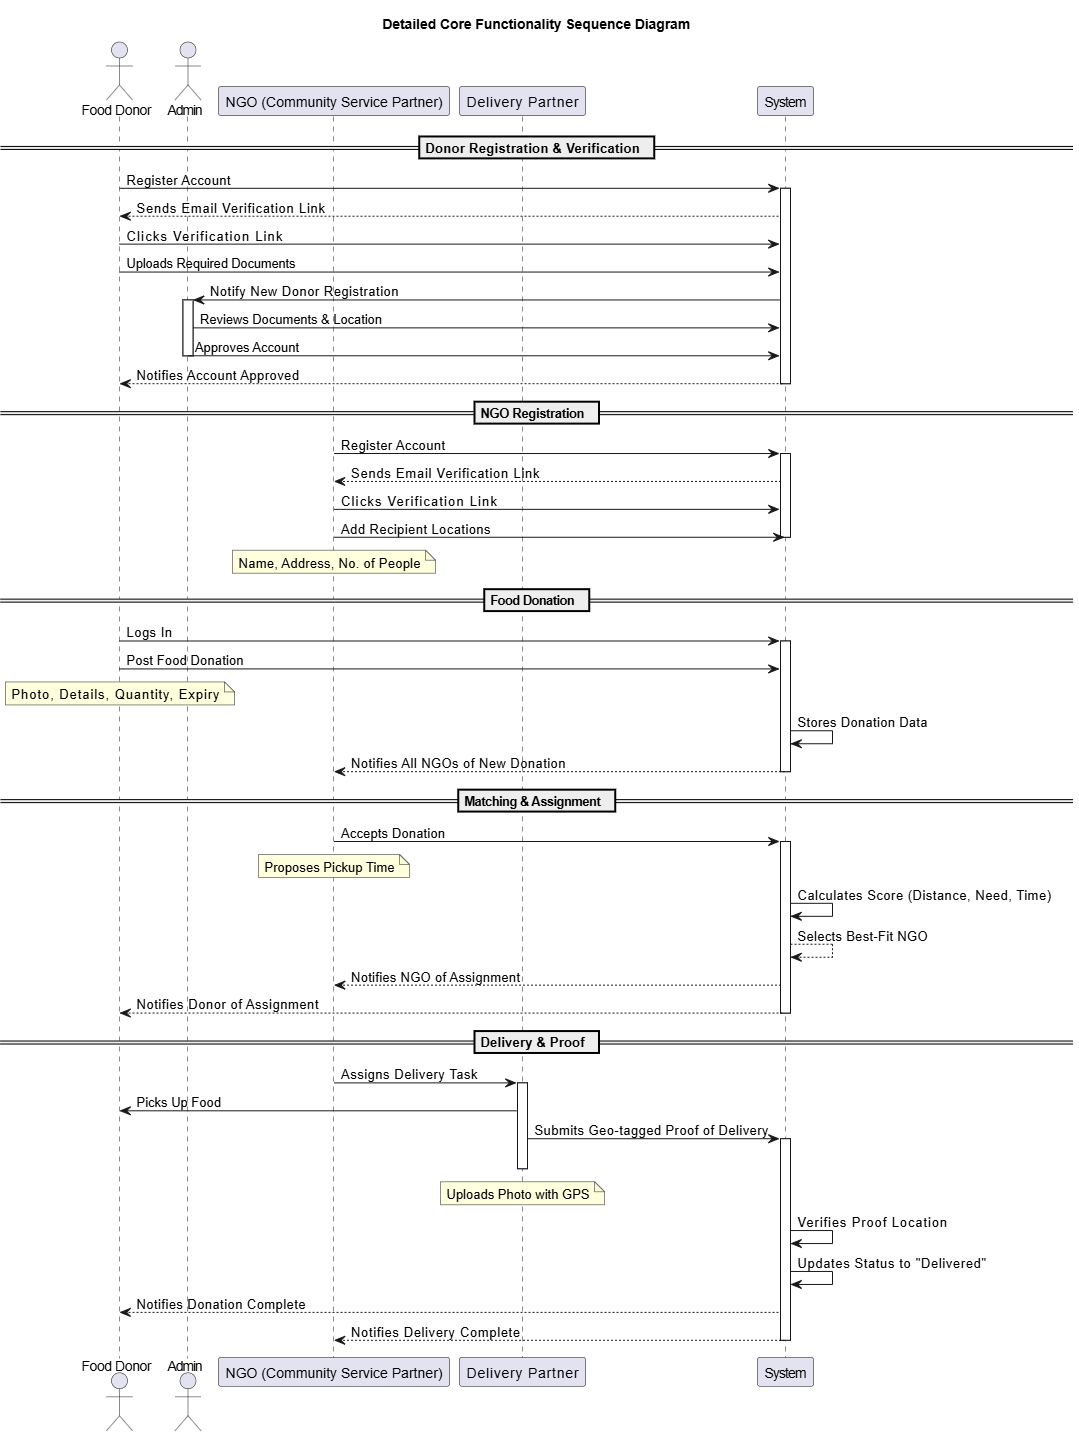 Detailed Core Functionality Sequence Diagram
Food Donor
Admin
NGO (Community Service Partner)
Delivery Partner
System
Donor Registration & Verification
Register Account
Sends Email Verification Link
Clicks Verification Link
Uploads Required Documents
Notify New Donor Registration
Reviews Documents & Location
Approves Account
Notifies Account Approved
NGO Registration
Register Account
Sends Email Verification Link
Clicks Verification Link
Add Recipient Locations
Name, Address, No. of People
Food Donation
Logs In
Post Food Donation
Photo, Details, Quantity, Expiry
Stores Donation Data
Notifies All NGOs of New Donation
Matching & Assignment
Accepts Donation
Proposes Pickup Time
Calculates Score (Distance, Need, Time)
Selects Best-Fit NGO
Notifies NGO of Assignment
Notifies Donor of Assignment
Delivery & Proof
Assigns Delivery Task
Picks Up Food
Submits Geo-tagged Proof of Delivery
Uploads Photo with GPS
Verifies Proof Location
Updates Status to "Delivered"
Notifies Donation Complete
Notifies Delivery Complete
Food Donor
Admin
NGO (Community Service Partner)
Delivery Partner
System